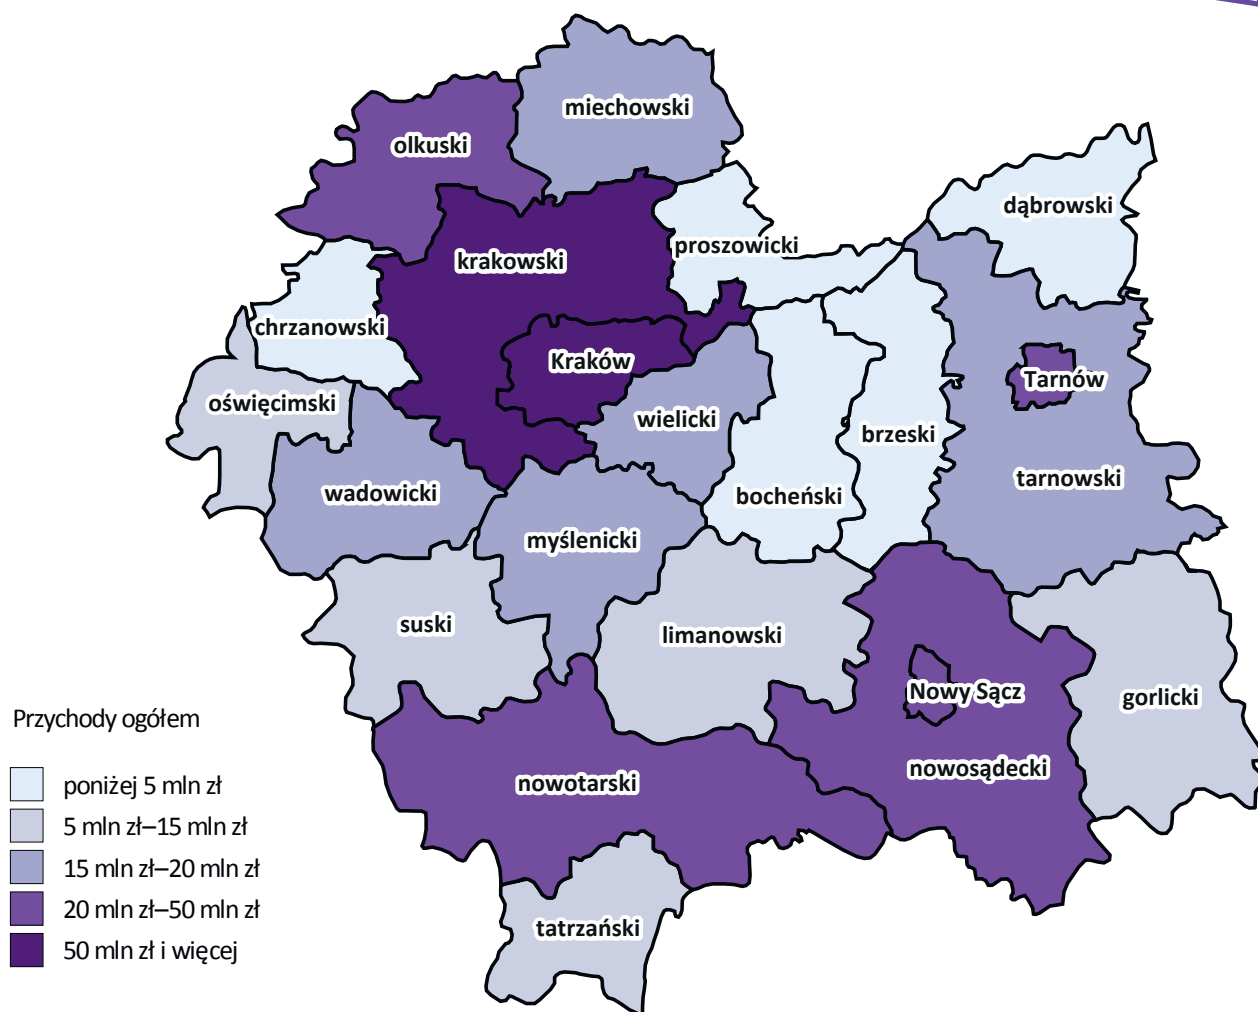 miechowski
olkuski
dąbrowski
proszowicki
krakowski
chrzanowski
Kraków
Tarnów
oświęcimski
wielicki
brzeski
tarnowski
wadowicki
bocheński
myślenicki
suski
limanowski
Nowy Sącz
gorlicki
nowosądecki
nowotarski
tatrzański
Przychody ogółem
poniżej 5 mln zł
5 mln zł–15 mln zł
15 mln zł–20 mln zł
20 mln zł–50 mln zł
50 mln zł i więcej